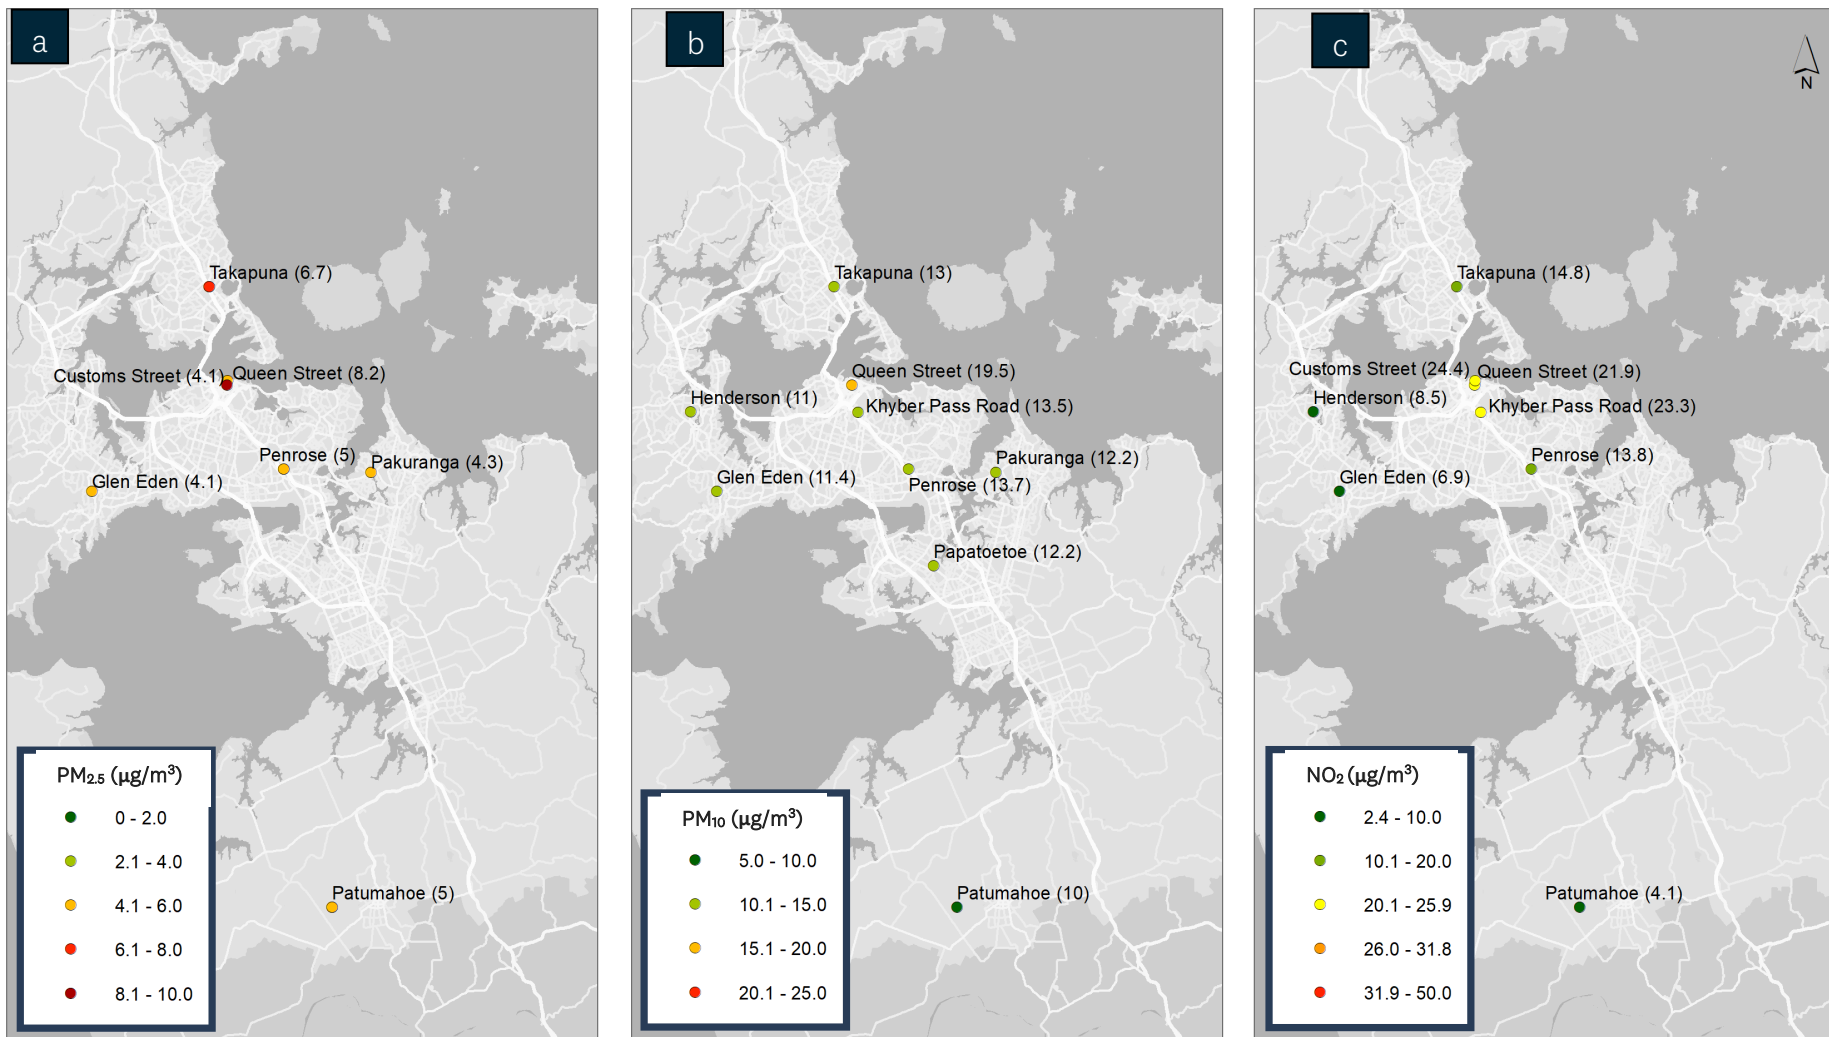 a
Takapuna (6.7)
Customs Street (4.1)
Queen Street (8.2)
Penrose (5)
Pakuranga (4.3)
Glen Eden (4.1)
Patumahoe (5)
PM2.5 (µg/m³)
0 - 2.0
2.1 - 4.0
4.1 - 6.0
6.1 - 8.0
8.1 - 10.0
b
Takapuna (13)
Queen Street (19.5)
Henderson (11)
Khyber Pass Road (13.5)
Pakuranga (12.2)
Glen Eden (11.4)
Penrose (13.7)
Papatoetoe (12.2)
Patumahoe (10)
PM10 (µg/m³)
5.0 - 10.0
10.1 - 15.0
15.1 - 20.0
20.1 - 25.0
c
N
Takapuna (14.8)
Customs Street (24.4)
Queen Street (21.9)
Henderson (8.5)
Khyber Pass Road (23.3)
Penrose (13.8)
Glen Eden (6.9)
Patumahoe (4.1)
NO2 (µg/m³)
2.4 - 10.0
10.1 - 20.0
20.1 - 25.9
26.0 - 31.8
31.9 - 50.0